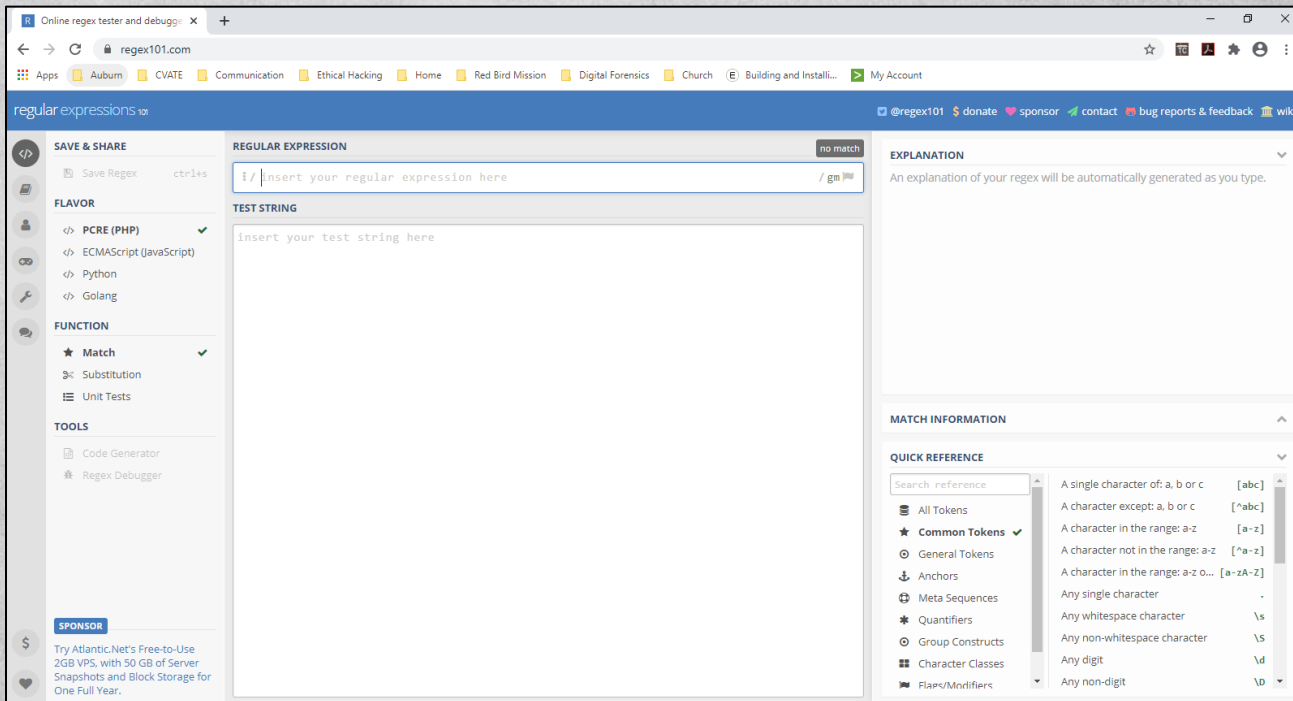 R Online regex tester and debugge
regex101.com
Apps Auburn CVATE Communication Ethical Hacking Home Red Bird Mission Digital Forensics Church E Building and Installi... My Account
regular expressions 101
@regex101 $ donate sponsor contact bug reports & feedback wik
SAVE & SHARE
Save Regex ctrl+s
FLAVOR
</> PCRE (PHP)
</> ECMAScript (JavaScript)
</> Python
</> Golang
FUNCTION
Match
Substitution
Unit Tests
TOOLS
Code Generator
Regex Debugger
SPONSOR
Try Atlantic.Net's Free-to-Use
2GB VPS, with 50 GB of Server
Snapshots and Block Storage for
One Full Year.
REGULAR EXPRESSION
no match
/ insert your regular expression here / gm
TEST STRING
insert your test string here
EXPLANATION
An explanation of your regex will be automatically generated as you type.
MATCH INFORMATION
QUICK REFERENCE
Search reference
All Tokens
Common Tokens
General Tokens
Anchors
Meta Sequences
Quantifiers
Group Constructs
Character Classes
Flags/Modifiers
A single character of: a, b or c [abc]
A character except: a, b or c [^abc]
A character in the range: a-z [a-z]
A character not in the range: a-z [^a-z]
A character in the range: a-z o... [a-zA-Z]
Any single character .
Any whitespace character \s
Any non-whitespace character \S
Any digit \d
Any non-digit \D